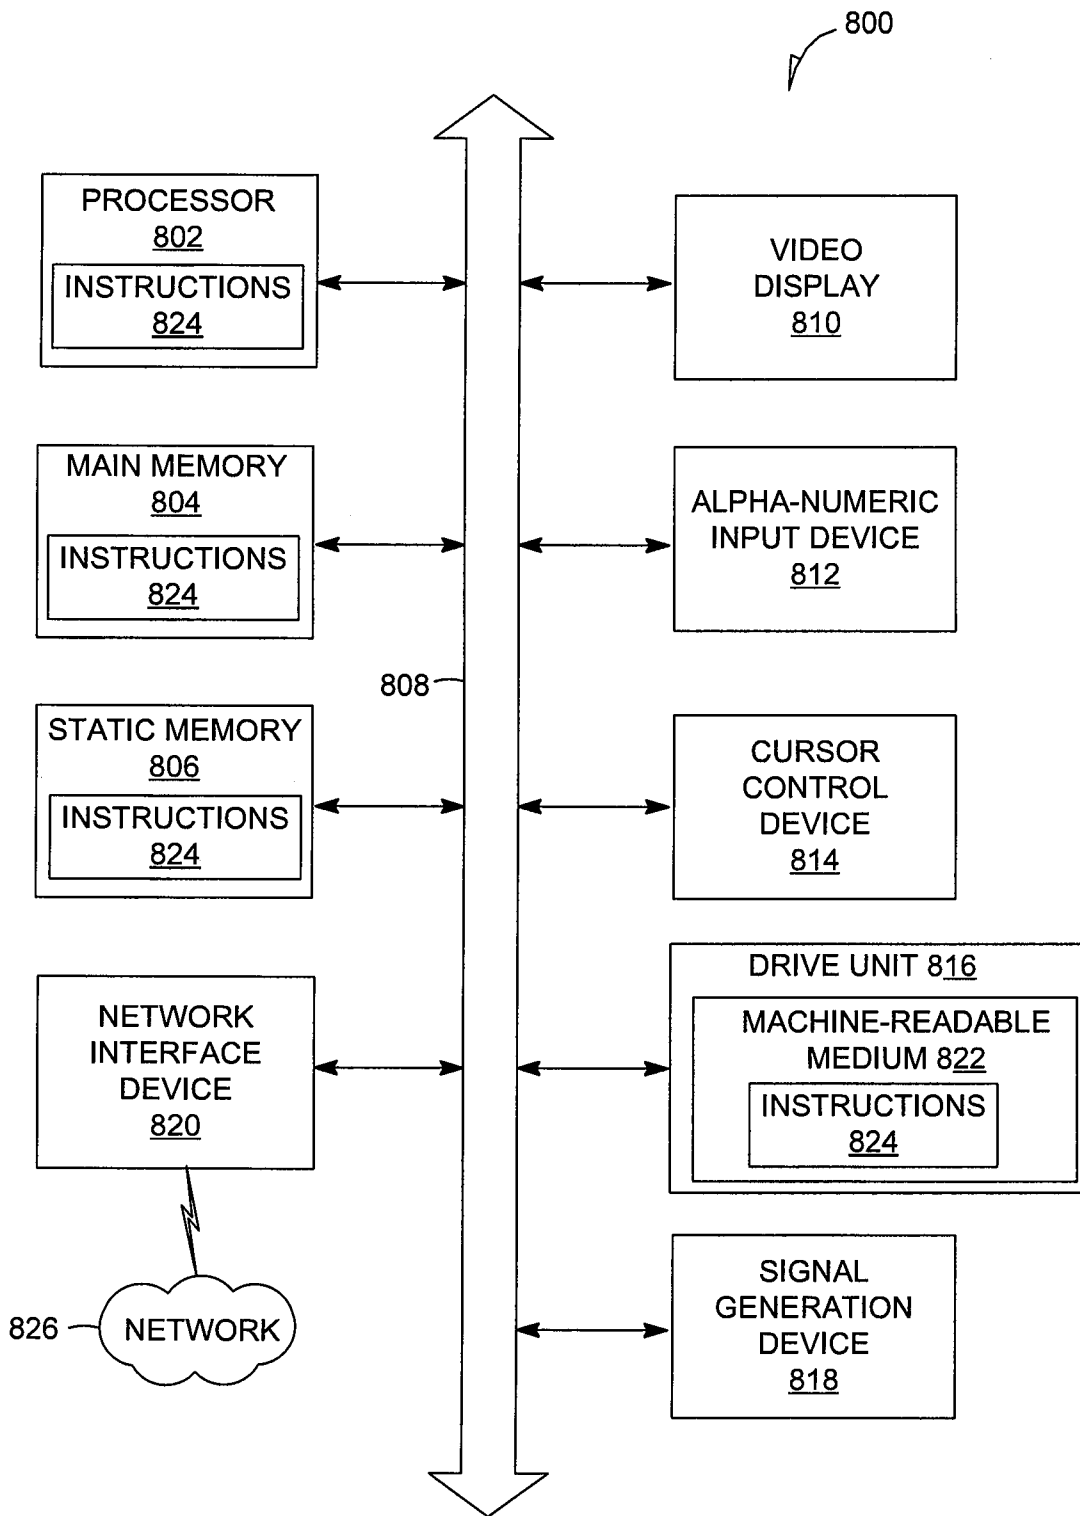 800
PROCESSOR
802
INSTRUCTIONS
824
MAIN MEMORY
804
INSTRUCTIONS
824
808
STATIC MEMORY
806
INSTRUCTIONS
824
NETWORK
INTERFACE
DEVICE
820
826
NETWORK
VIDEO
DISPLAY
810
ALPHA-NUMERIC
INPUT DEVICE
812
CURSOR
CONTROL
DEVICE
814
DRIVE UNIT 816
MACHINE-READABLE
MEDIUM 822
INSTRUCTIONS
824
SIGNAL
GENERATION
DEVICE
818